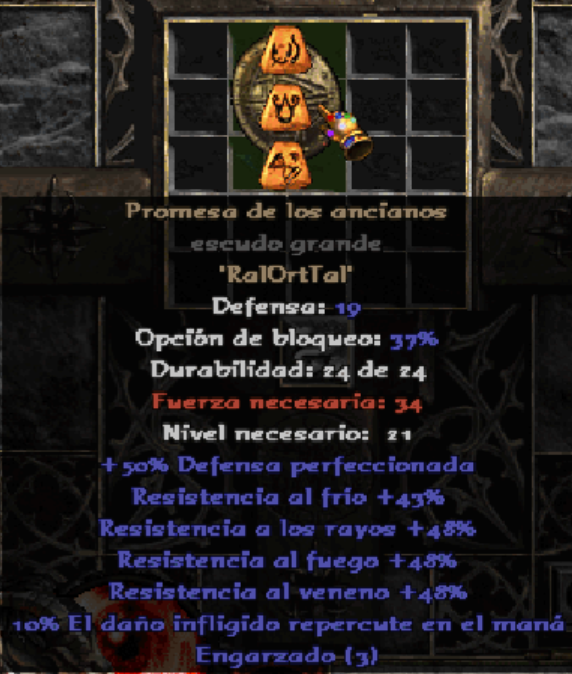 Promesa de los ancianos
escudo grande
'RalOrtTal'
Defensa: 19
Opción de bloqueo: 37%
Durabilidad: 24 de 24
Fuerza necesaria: 34
Nivel necesario: 21
+50% Defensa perfeccionada
Resistencia al frío +43%
Resistencia a los rayos +48%
Resistencia al fuego +48%
Resistencia al veneno +48%
10% El daño infligido repercute en el maná
Engarzado (3)